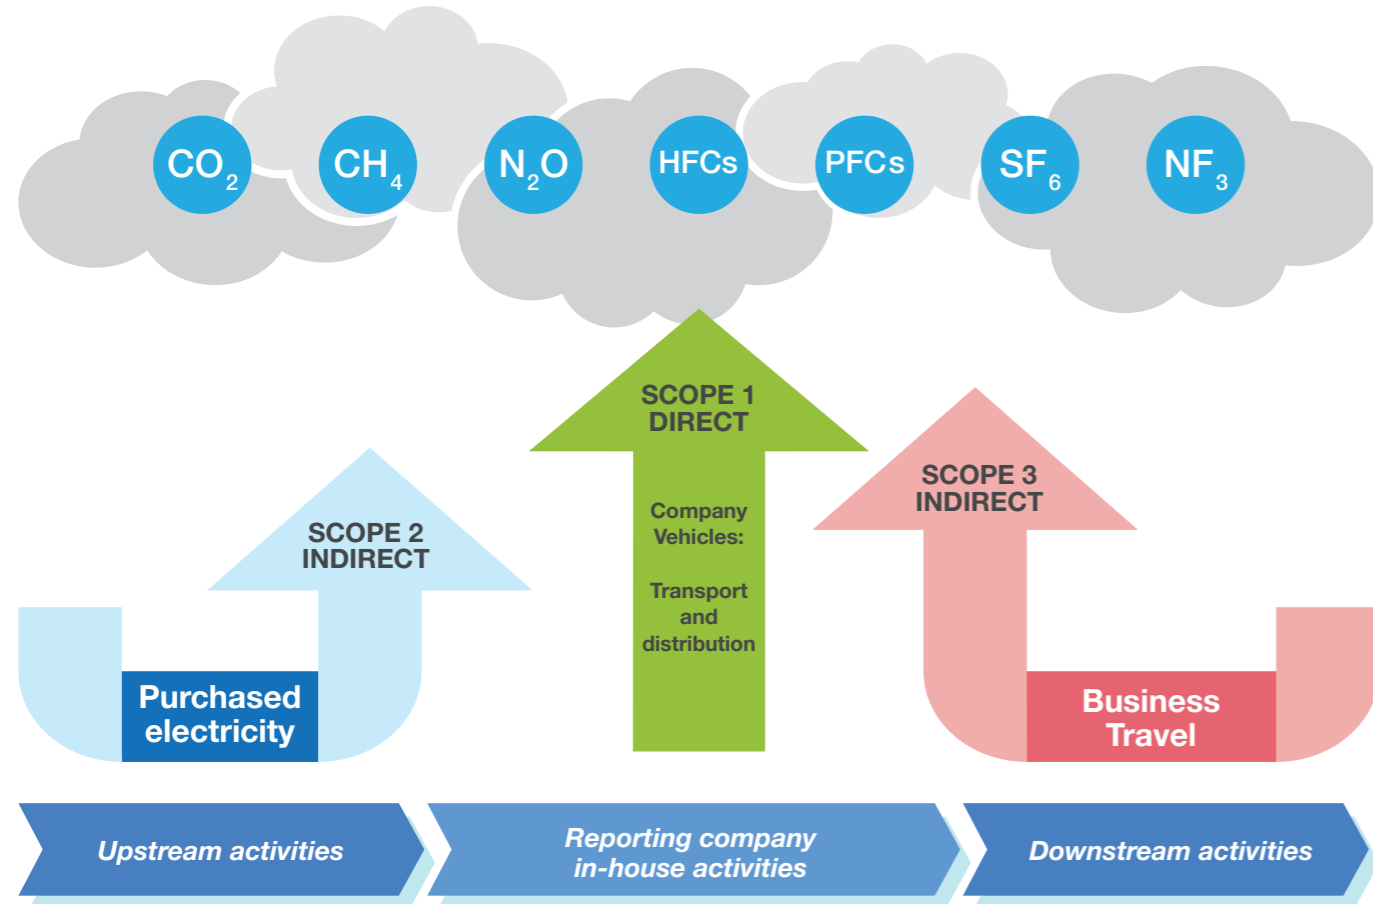 CO₂
CH₄
N₂O
HFCs
PFCs
SF₆
NF₃
SCOPE 1
DIRECT
Company
Vehicles:
Transport
and
distribution
SCOPE 2
INDIRECT
SCOPE 3
INDIRECT
Purchased
electricity
Business
Travel
Upstream activities
Reporting company
in-house activities
Downstream activities